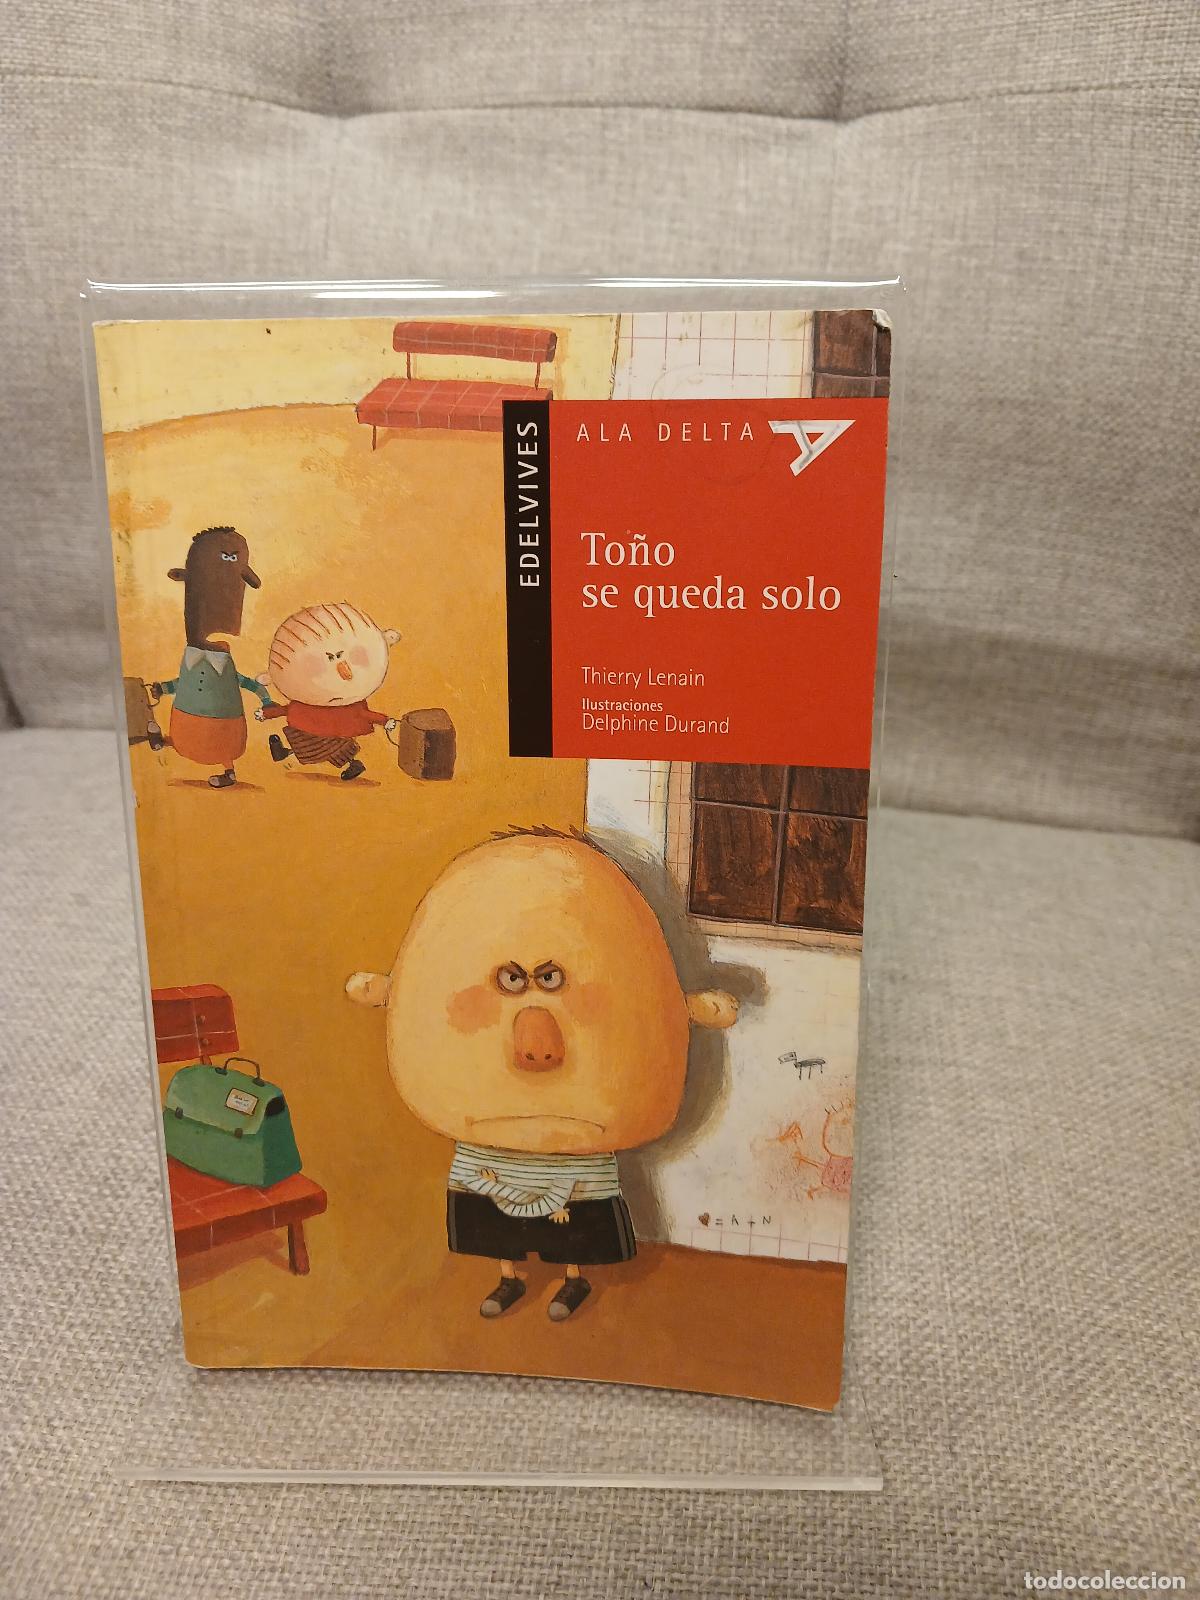 EDELVIVES
ALA DELTA
Toño
se queda solo
Thierry Lenain
Ilustraciones
Delphine Durand
= A + N
todocoleccion